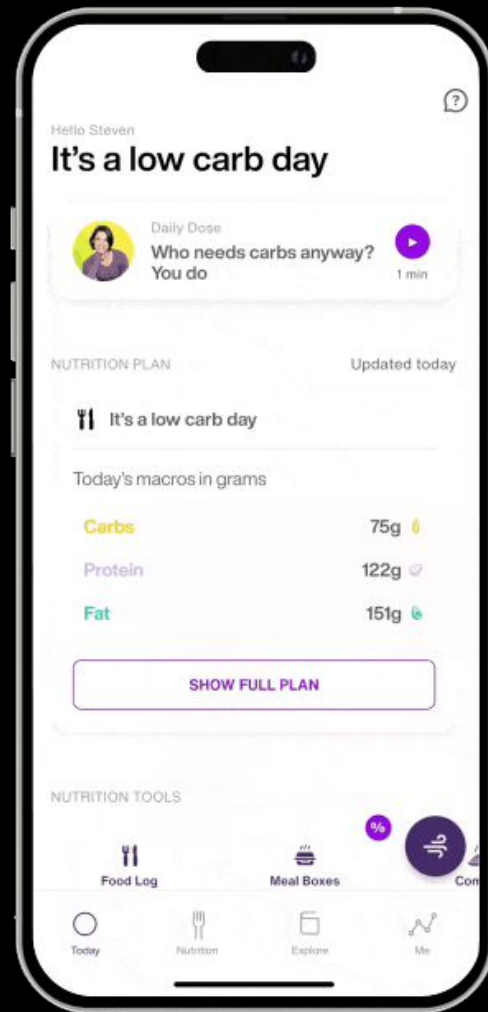 Hello Steven
It's a low carb day
Daily Dose
Who needs carbs anyway?
You do
1 min
NUTRITION PLAN
Updated today
It's a low carb day
Today's macros in grams
Carbs 75g
Protein 122g
Fat 151g
SHOW FULL PLAN
NUTRITION TOOLS
%
Food Log
Meal Boxes
Today
Nutrition
Explore
Me